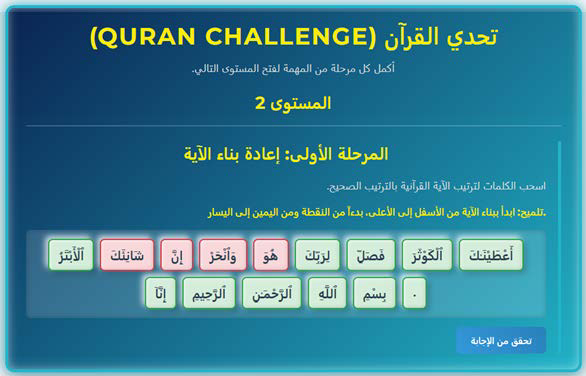 تحدي القرآن (QURAN CHALLENGE)
أكمل كل مرحلة من المهمة لفتح المستوى التالي.
المستوى 2
المرحلة الأولى: إعادة بناء الآية
اسحب الكلمات لترتيب الآية القرآنية بالترتيب الصحيح.
.تلميح: ابدأ ببناء الآية من الأسفل إلى الأعلى. بدءاً من النقطة ومن اليمين إلى اليسار
أَعْطَيْنَـٰكَ ٱلْكَوْثَرَ فَصَلِّ لِرَبِّكَ هُوَ وَٱنْحَرْ إِنَّ شَانِئَكَ ٱلْأَبْتَرُ
. بِسْمِ ٱللَّهِ ٱلرَّحْمَـٰنِ ٱلرَّحِيمِ إِنَّآ
تحقق من الإجابة